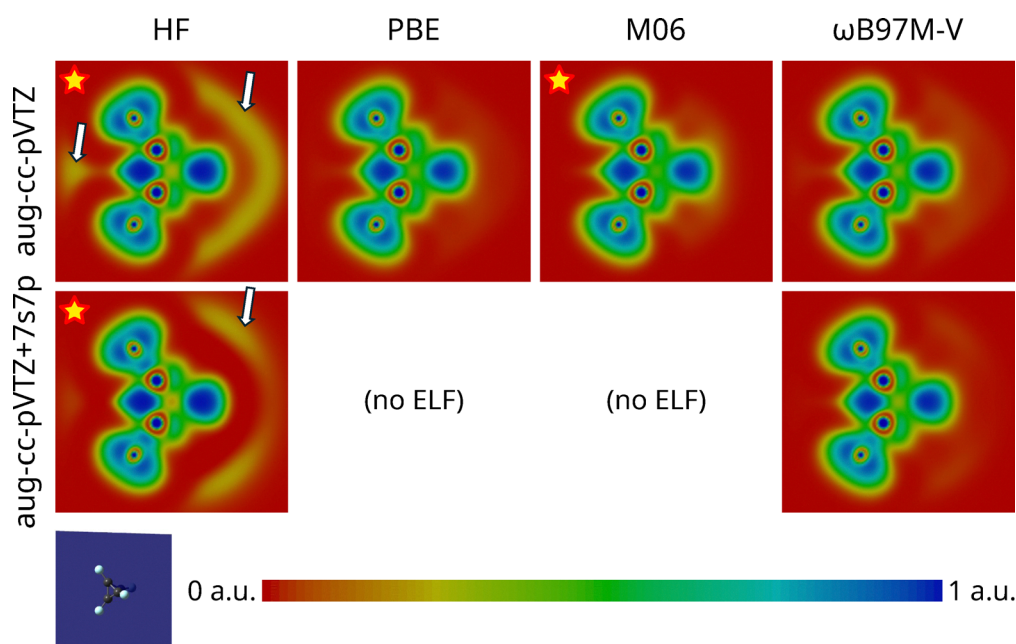 HF PBE M06 ωB97M-V
aug-cc-pVTZ
aug-cc-pVTZ+7s7p
(no ELF) (no ELF)
0 a.u. 1 a.u.